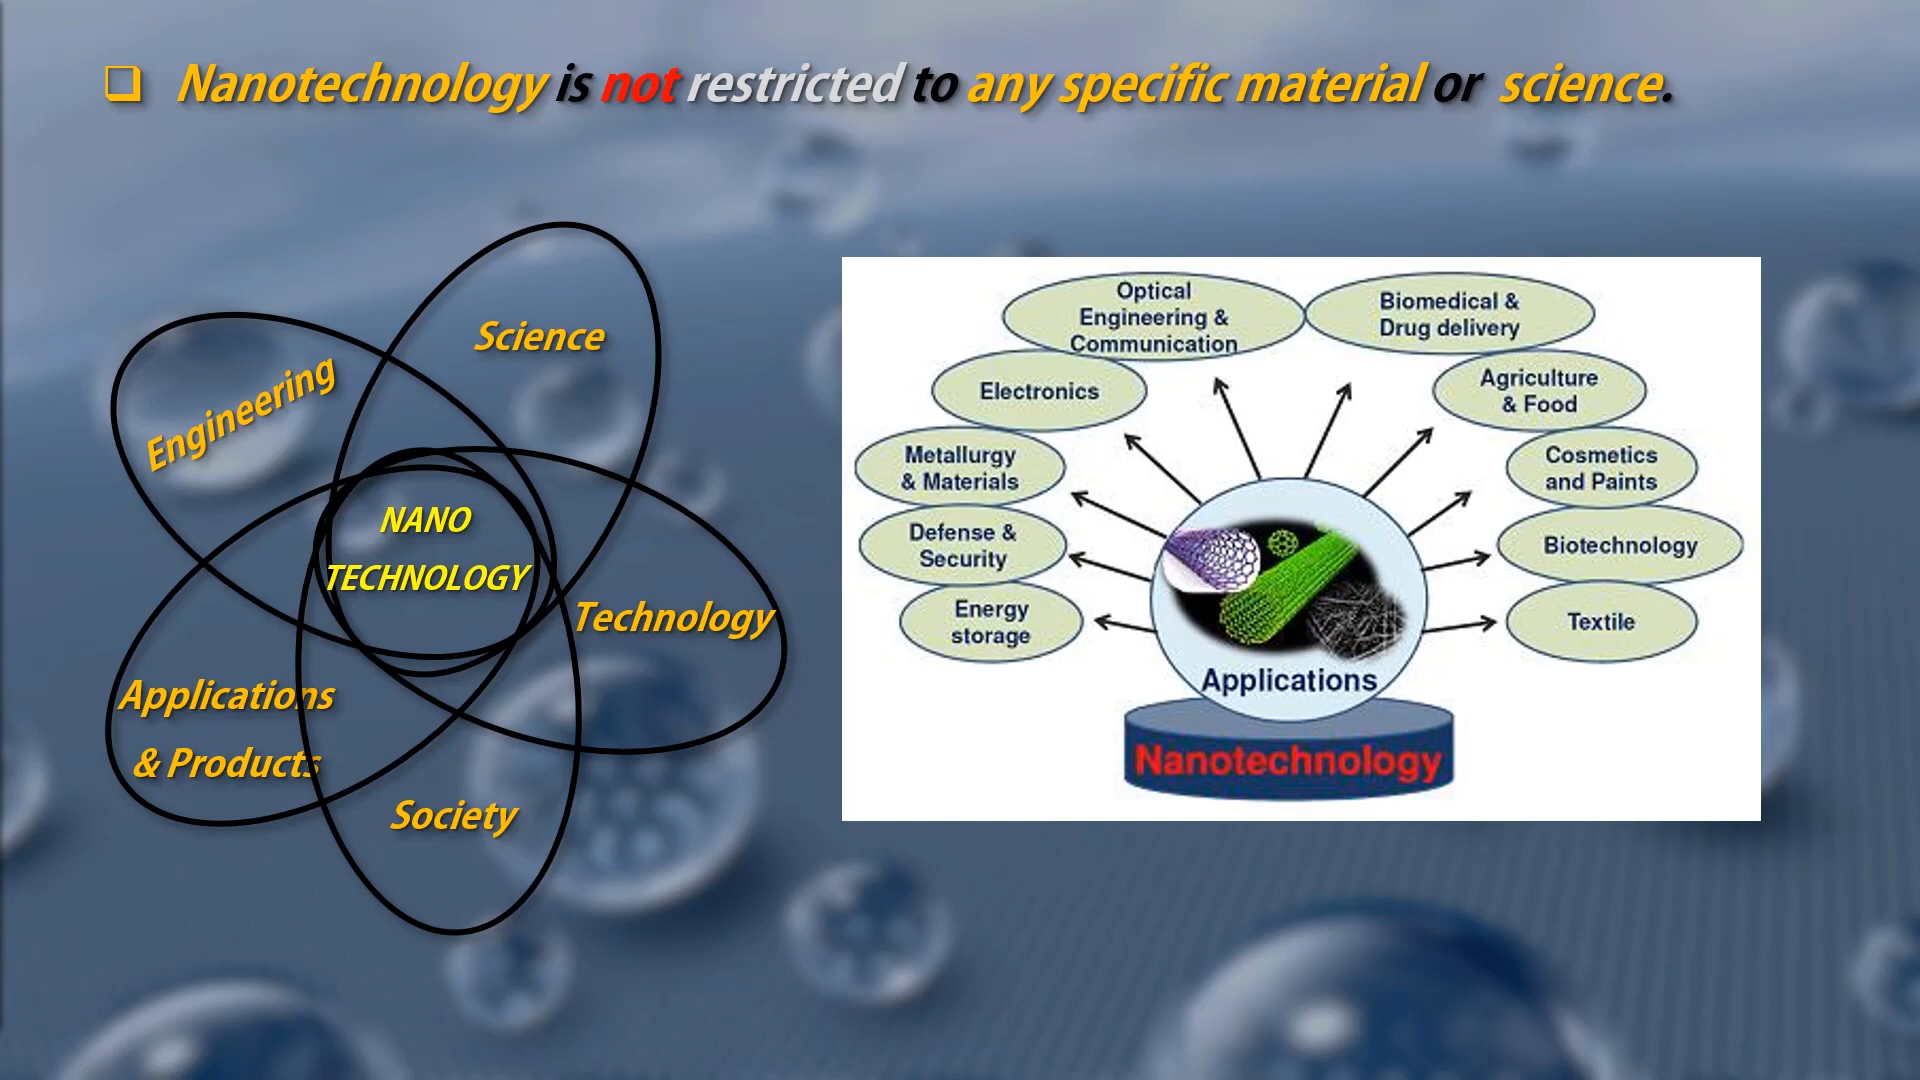 Nanotechnology is not restricted to any specific material or science.
Science
Engineering
NANO
TECHNOLOGY
Technology
Applications
& Products
Society
Optical
Engineering &
Communication
Biomedical &
Drug delivery
Electronics
Agriculture
& Food
Metallurgy
& Materials
Cosmetics
and Paints
Defense &
Security
Biotechnology
Energy
storage
Textile
Applications
Nanotechnology